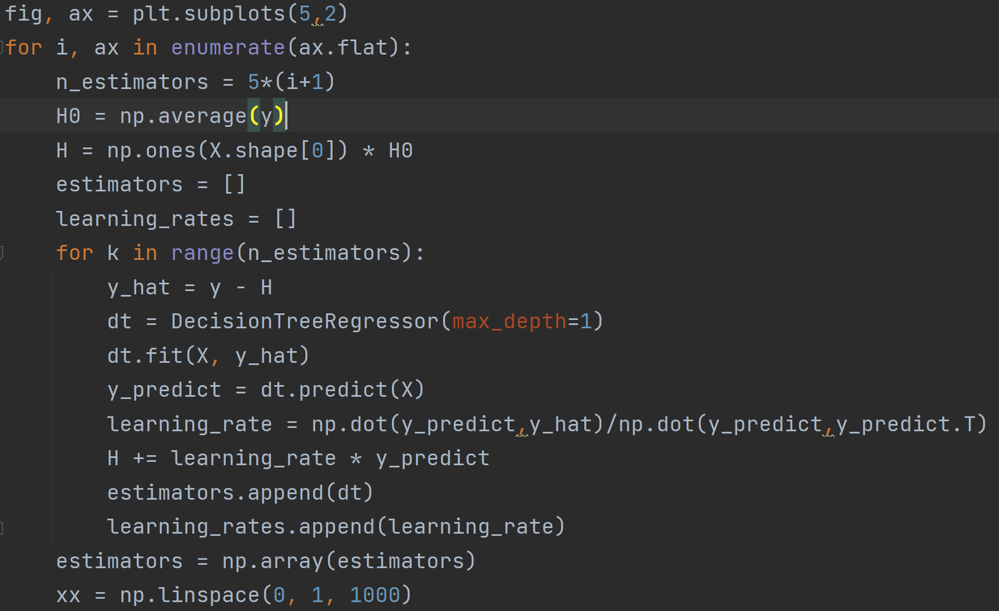 fig, ax = plt.subplots(5,2)
for i, ax in enumerate(ax.flat):
    n_estimators = 5*(i+1)
    H0 = np.average(y)
    H = np.ones(X.shape[0]) * H0
    estimators = []
    learning_rates = []
    for k in range(n_estimators):
        y_hat = y - H
        dt = DecisionTreeRegressor(max_depth=1)
        dt.fit(X, y_hat)
        y_predict = dt.predict(X)
        learning_rate = np.dot(y_predict,y_hat)/np.dot(y_predict,y_predict.T)
        H += learning_rate * y_predict
        estimators.append(dt)
        learning_rates.append(learning_rate)
    estimators = np.array(estimators)
    xx = np.linspace(0, 1, 1000)